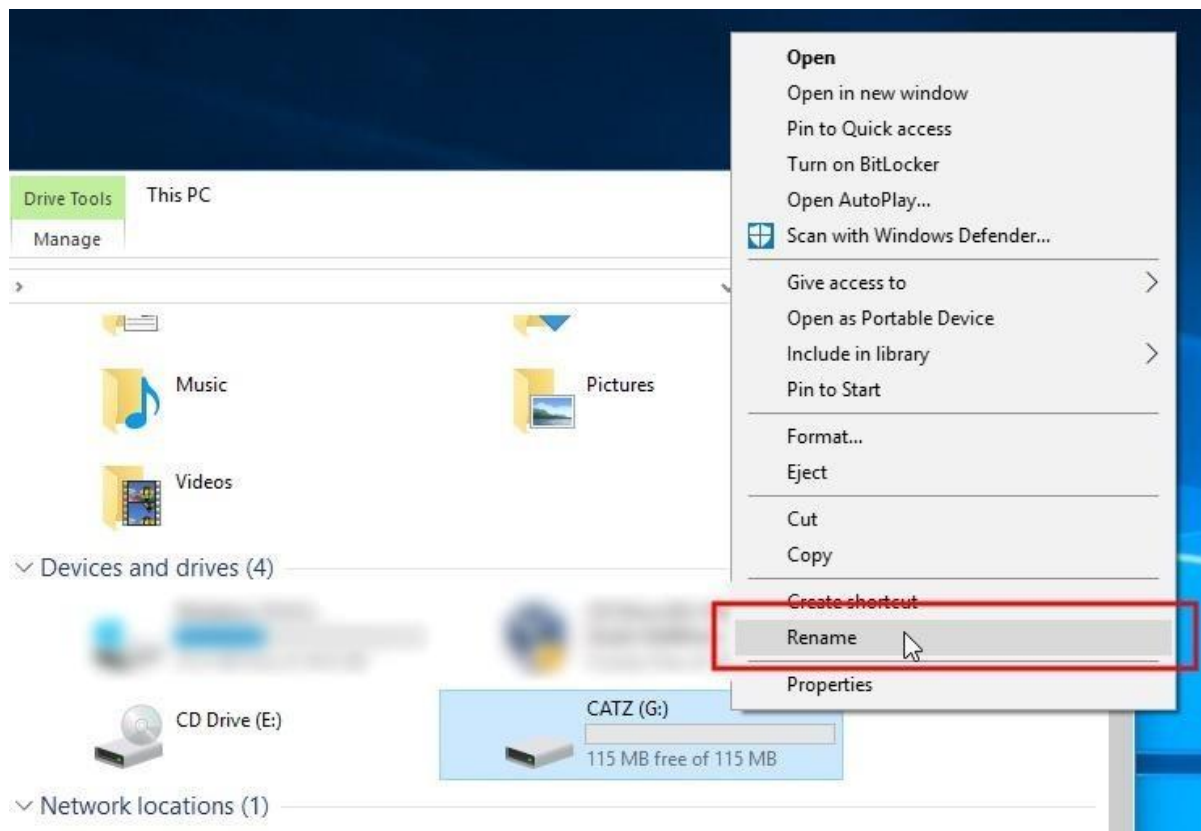 Drive Tools
This PC
Manage
Music
Pictures
Videos
Devices and drives (4)
CD Drive (E:)
CATZ (G:)
115 MB free of 115 MB
Network locations (1)
Open
Open in new window
Pin to Quick access
Turn on BitLocker
Open AutoPlay...
Scan with Windows Defender...
Give access to
Open as Portable Device
Include in library
Pin to Start
Format...
Eject
Cut
Copy
Create shortcut
Rename
Properties